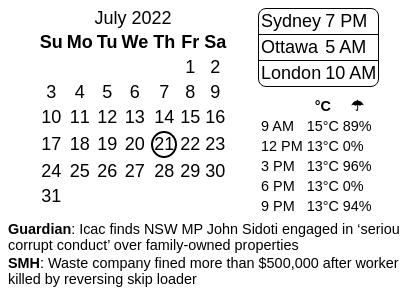 July 2022
Su Mo Tu We Th Fr Sa
1 2
3 4 5 6 7 8 9
10 11 12 13 14 15 16
17 18 19 20 21 22 23
24 25 26 27 28 29 30
31
Sydney 7 PM
Ottawa 5 AM
London 10 AM
°C ☂
9 AM 15°C 89%
12 PM 13°C 0%
3 PM 13°C 96%
6 PM 13°C 0%
9 PM 13°C 94%
Guardian: Icac finds NSW MP John Sidoti engaged in ‘seriou
corrupt conduct’ over family-owned properties
SMH: Waste company fined more than $500,000 after worker
killed by reversing skip loader